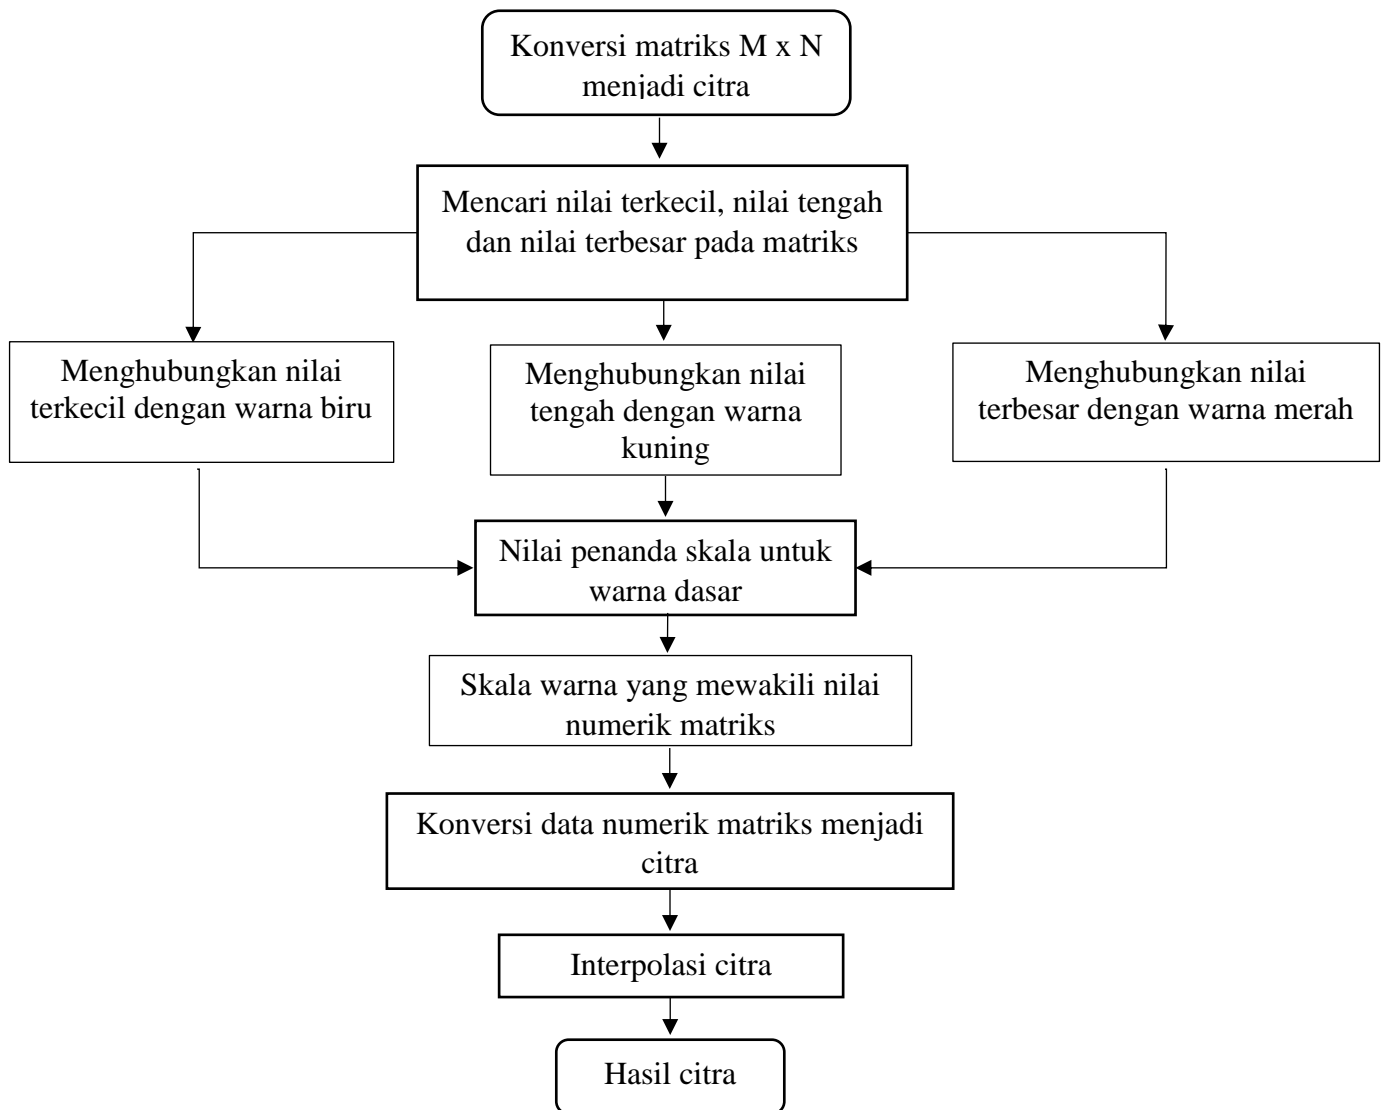 Konversi matriks M x N
menjadi citra
Mencari nilai terkecil, nilai tengah
dan nilai terbesar pada matriks
Menghubungkan nilai
terkecil dengan warna biru
Menghubungkan nilai
tengah dengan warna
kuning
Menghubungkan nilai
terbesar dengan warna merah
Nilai penanda skala untuk
warna dasar
Skala warna yang mewakili nilai
numerik matriks
Konversi data numerik matriks menjadi
citra
Interpolasi citra
Hasil citra